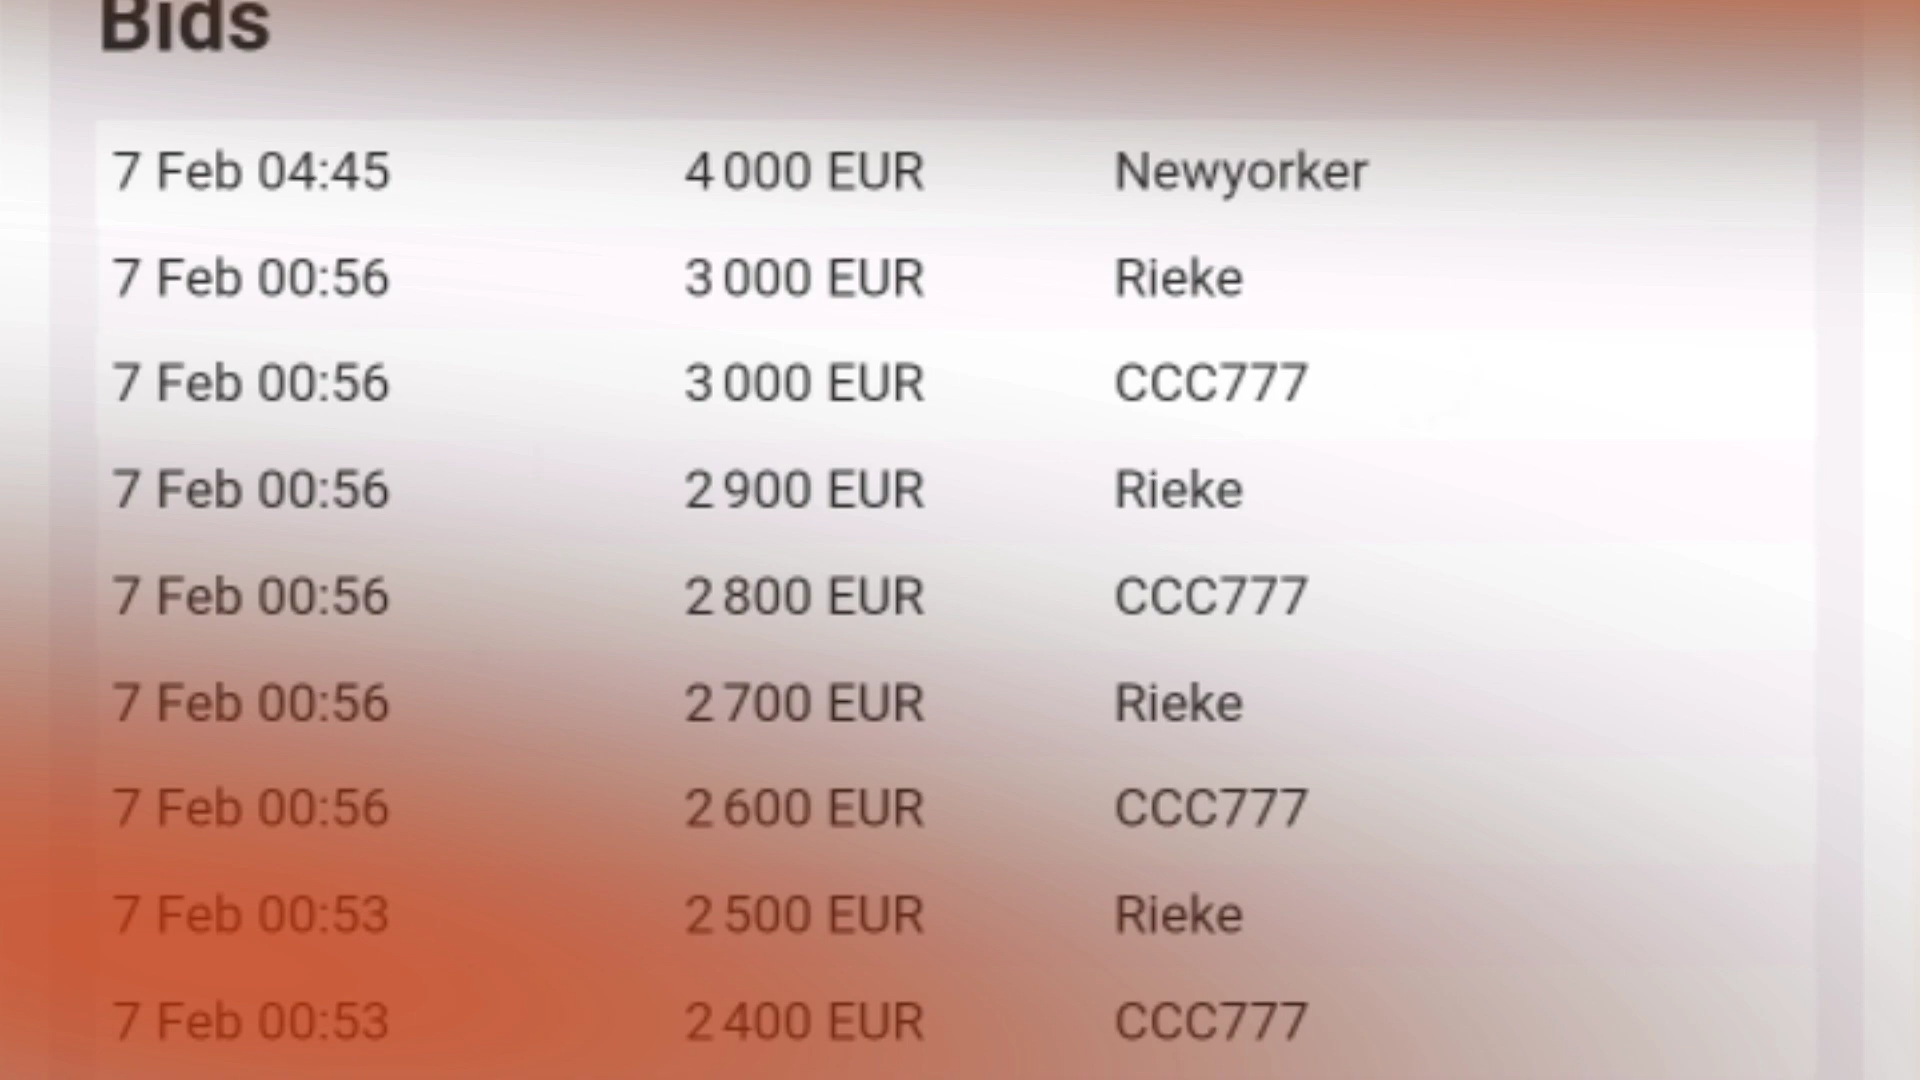 Bids
7 Feb 04:45 4 000 EUR Newyorker
7 Feb 00:56 3 000 EUR Rieke
7 Feb 00:56 3 000 EUR CCC777
7 Feb 00:56 2 900 EUR Rieke
7 Feb 00:56 2 800 EUR CCC777
7 Feb 00:56 2 700 EUR Rieke
7 Feb 00:56 2 600 EUR CCC777
7 Feb 00:53 2 500 EUR Rieke
7 Feb 00:53 2 400 EUR CCC777